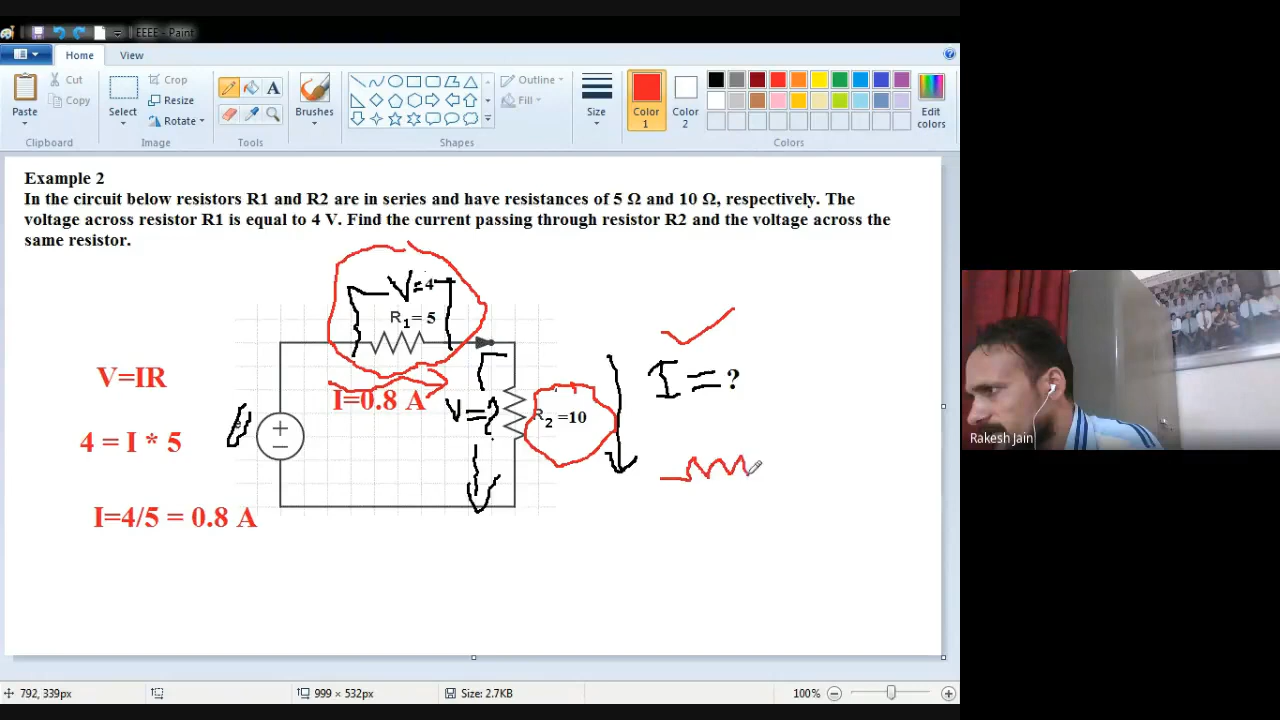 EEEE - Paint
Home
View
Paste
Cut
Copy
Clipboard
Select
Crop
Resize
Rotate
Image
Tools
Brushes
Shapes
Outline
Fill
Size
Color 1
Color 2
Edit colors
Colors
Example 2
In the circuit below resistors R1 and R2 are in series and have resistances of 5 Ω and 10 Ω, respectively. The
voltage across resistor R1 is equal to 4 V. Find the current passing through resistor R2 and the voltage across the
same resistor.
V=4
R1= 5
V=IR
I=0.8 A
I=?
V=?
R2 =10
4 = I * 5
I=4/5 = 0.8 A
Rakesh Jain
792, 339px
999 × 532px
Size: 2.7KB
100%